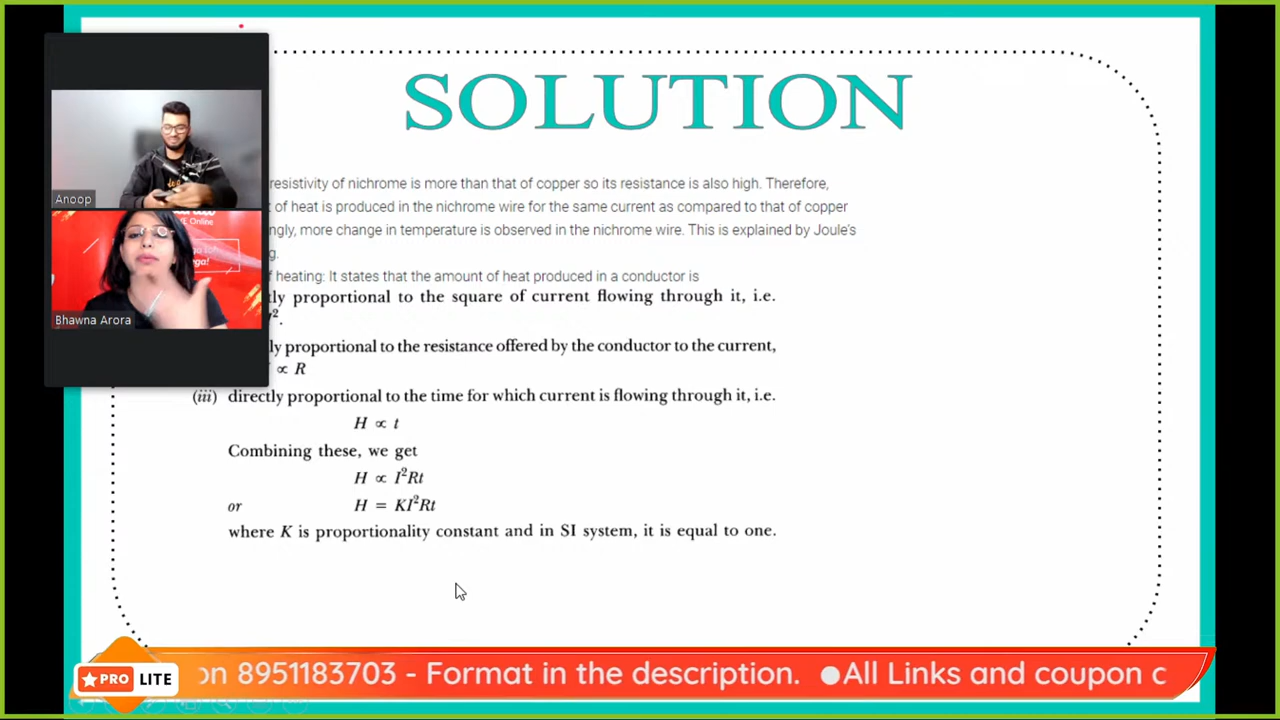 SOLUTION
resistivity of nichrome is more than that of copper so its resistance is also high. Therefore,
of heat is produced in the nichrome wire for the same current as compared to that of copper
more change in temperature is observed in the nichrome wire. This is explained by Joule's
heating: It states that the amount of heat produced in a conductor is
proportional to the square of current flowing through it, i.e.
proportional to the resistance offered by the conductor to the current,
∝ R
(iii) directly proportional to the time for which current is flowing through it, i.e.
H ∝ t
Combining these, we get
H ∝ I²Rt
or H = KI²Rt
where K is proportionality constant and in SI system, it is equal to one.
Anoop
Bhawna Arora
PRO LITE
on 8951183703 - Format in the description. ●All Links and coupon c